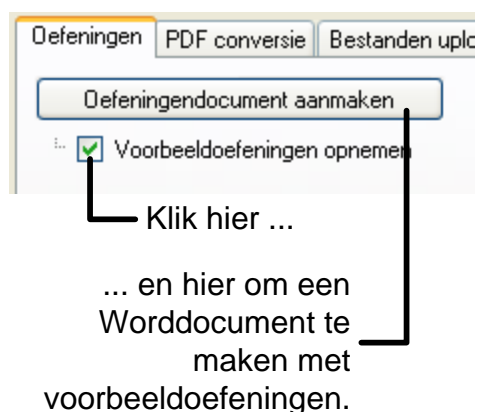 Oefeningen PDF conversie Bestanden uplo
Oefeningendocument aanmaken
Voorbeeldoefeningen opnemen
Klik hier ...
... en hier om een
Worddocument te
maken met
voorbeeldoefeningen.